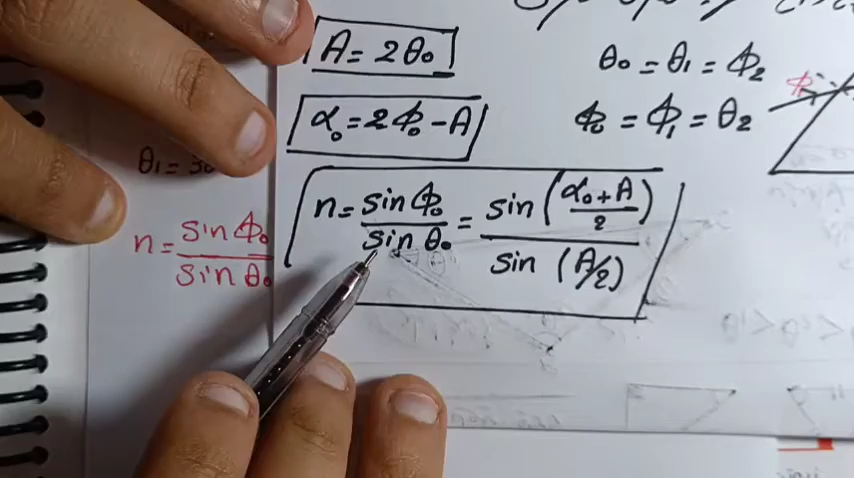 A = 2θ₀
θ₀ = θ₁ = Φ₂
α₀ = 2Φ₀ - A
Φ₀ = Φ₁ = θ₂
θ₁ = 30
n = sin Φ₀ / sin θ₀ = sin (α₀ + A / 2) / sin (A/2)
n = sin Φ₀ / sin θ₀